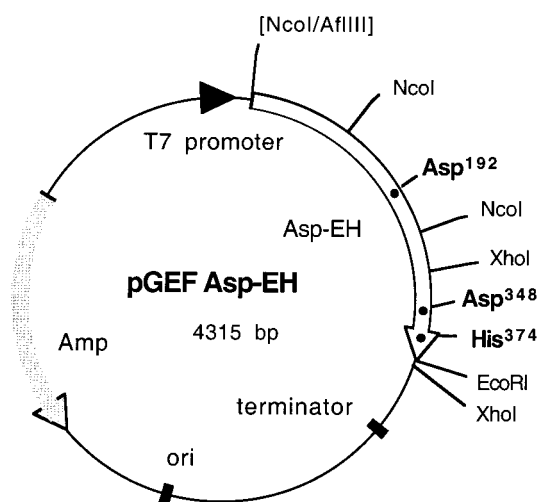 [NcoI/AflIII]
NcoI
T7 promoter
Asp192
Asp-EH
NcoI
XhoI
pGEF Asp-EH
Asp348
4315 bp
His374
Amp
EcoRI
XhoI
terminator
ori